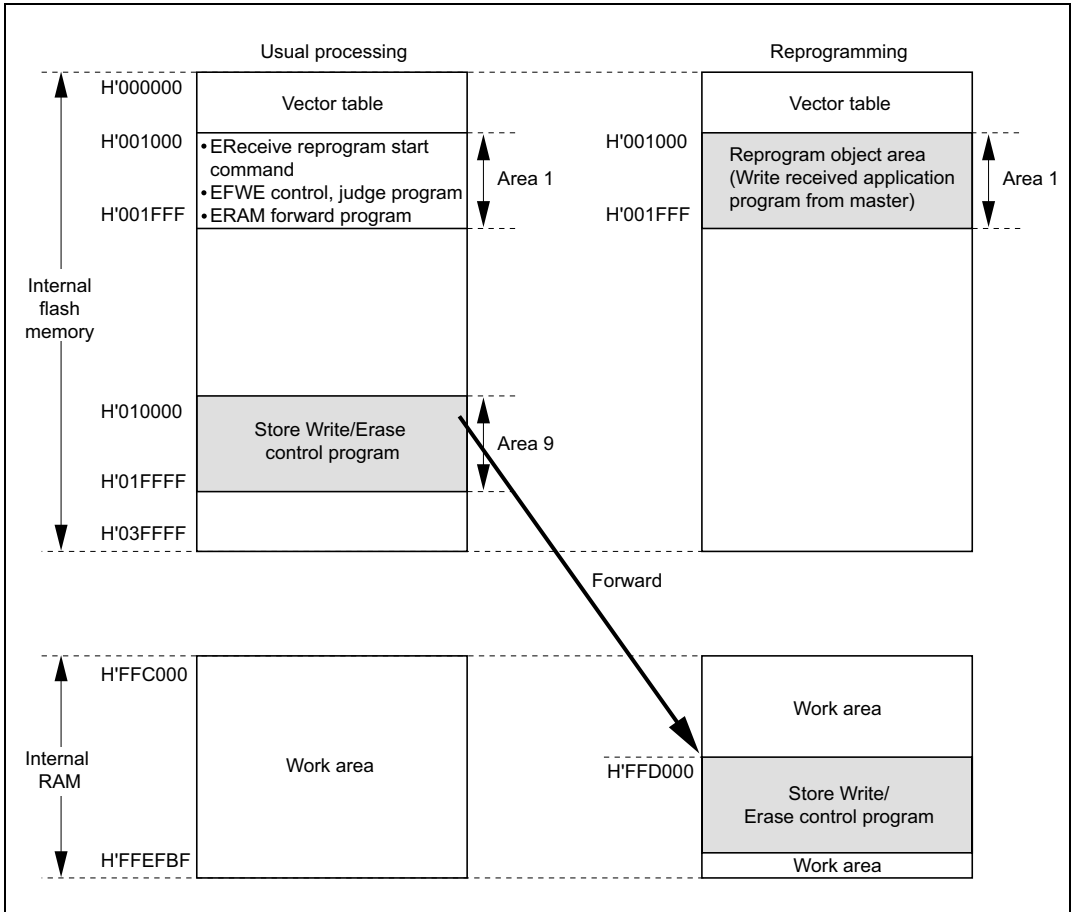 Usual processing
Reprogramming
H'000000
Vector table
Vector table
H'001000
•EReceive reprogram start
command
•EFWE control, judge program
•ERAM forward program
Area 1
H'001FFF
H'001000
Reprogram object area
(Write received application
program from master)
Area 1
H'001FFF
Internal
flash
memory
H'010000
Store Write/Erase
control program
Area 9
H'01FFFF
H'03FFFF
Forward
H'FFC000
Work area
Internal
RAM
Work area
H'FFD000
Store Write/
Erase control program
H'FFEFBF
Work area